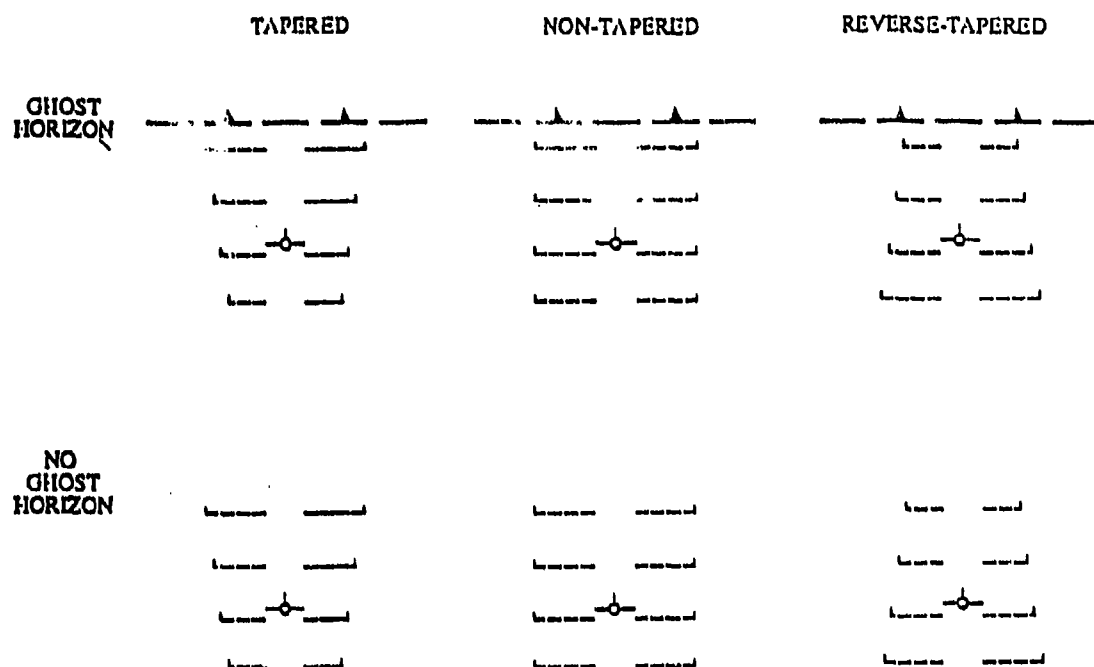 TAPERED
NON-TAPERED
REVERSE-TAPERED
GHOST
HORIZON
NO
GHOST
HORIZON